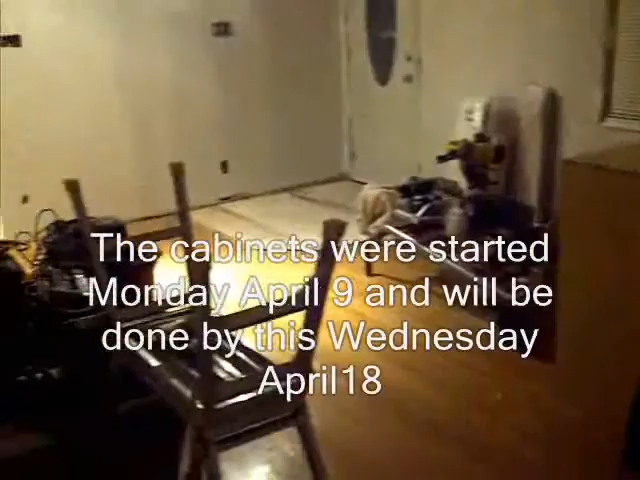 The cabinets were started
Monday April 9 and will be
done by this Wednesday
April18